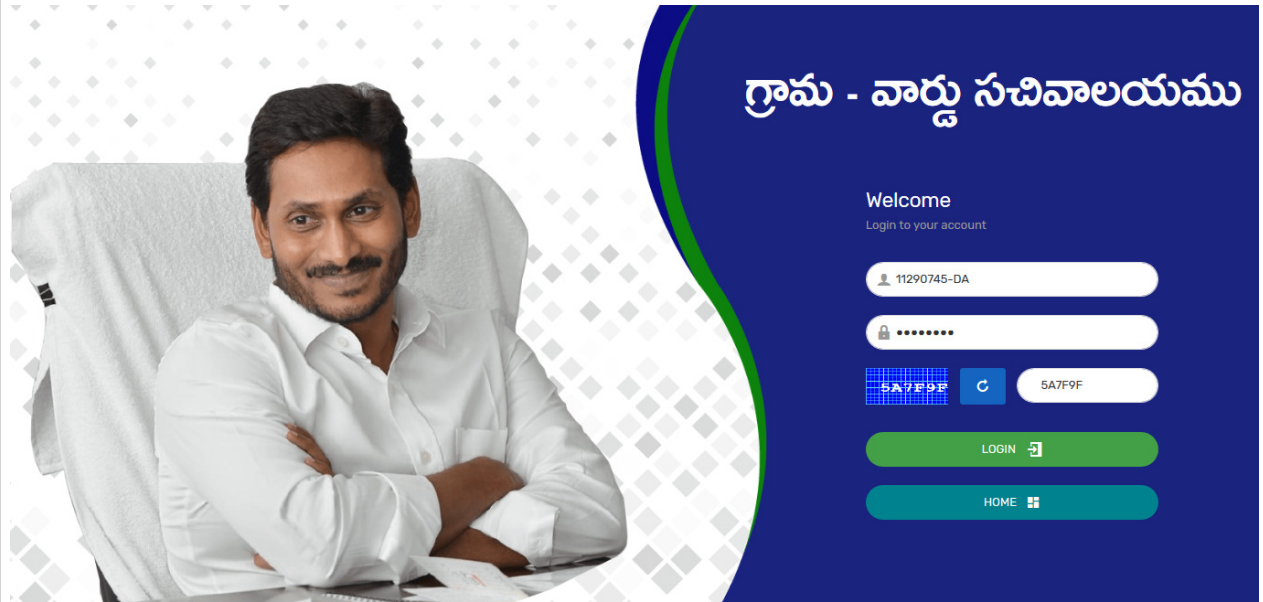 గ్రామ - వార్డు సచివాలయము
Welcome
Login to your account
11290745-DA
••••••••
5A7F9F 5A7F9F
LOGIN
HOME